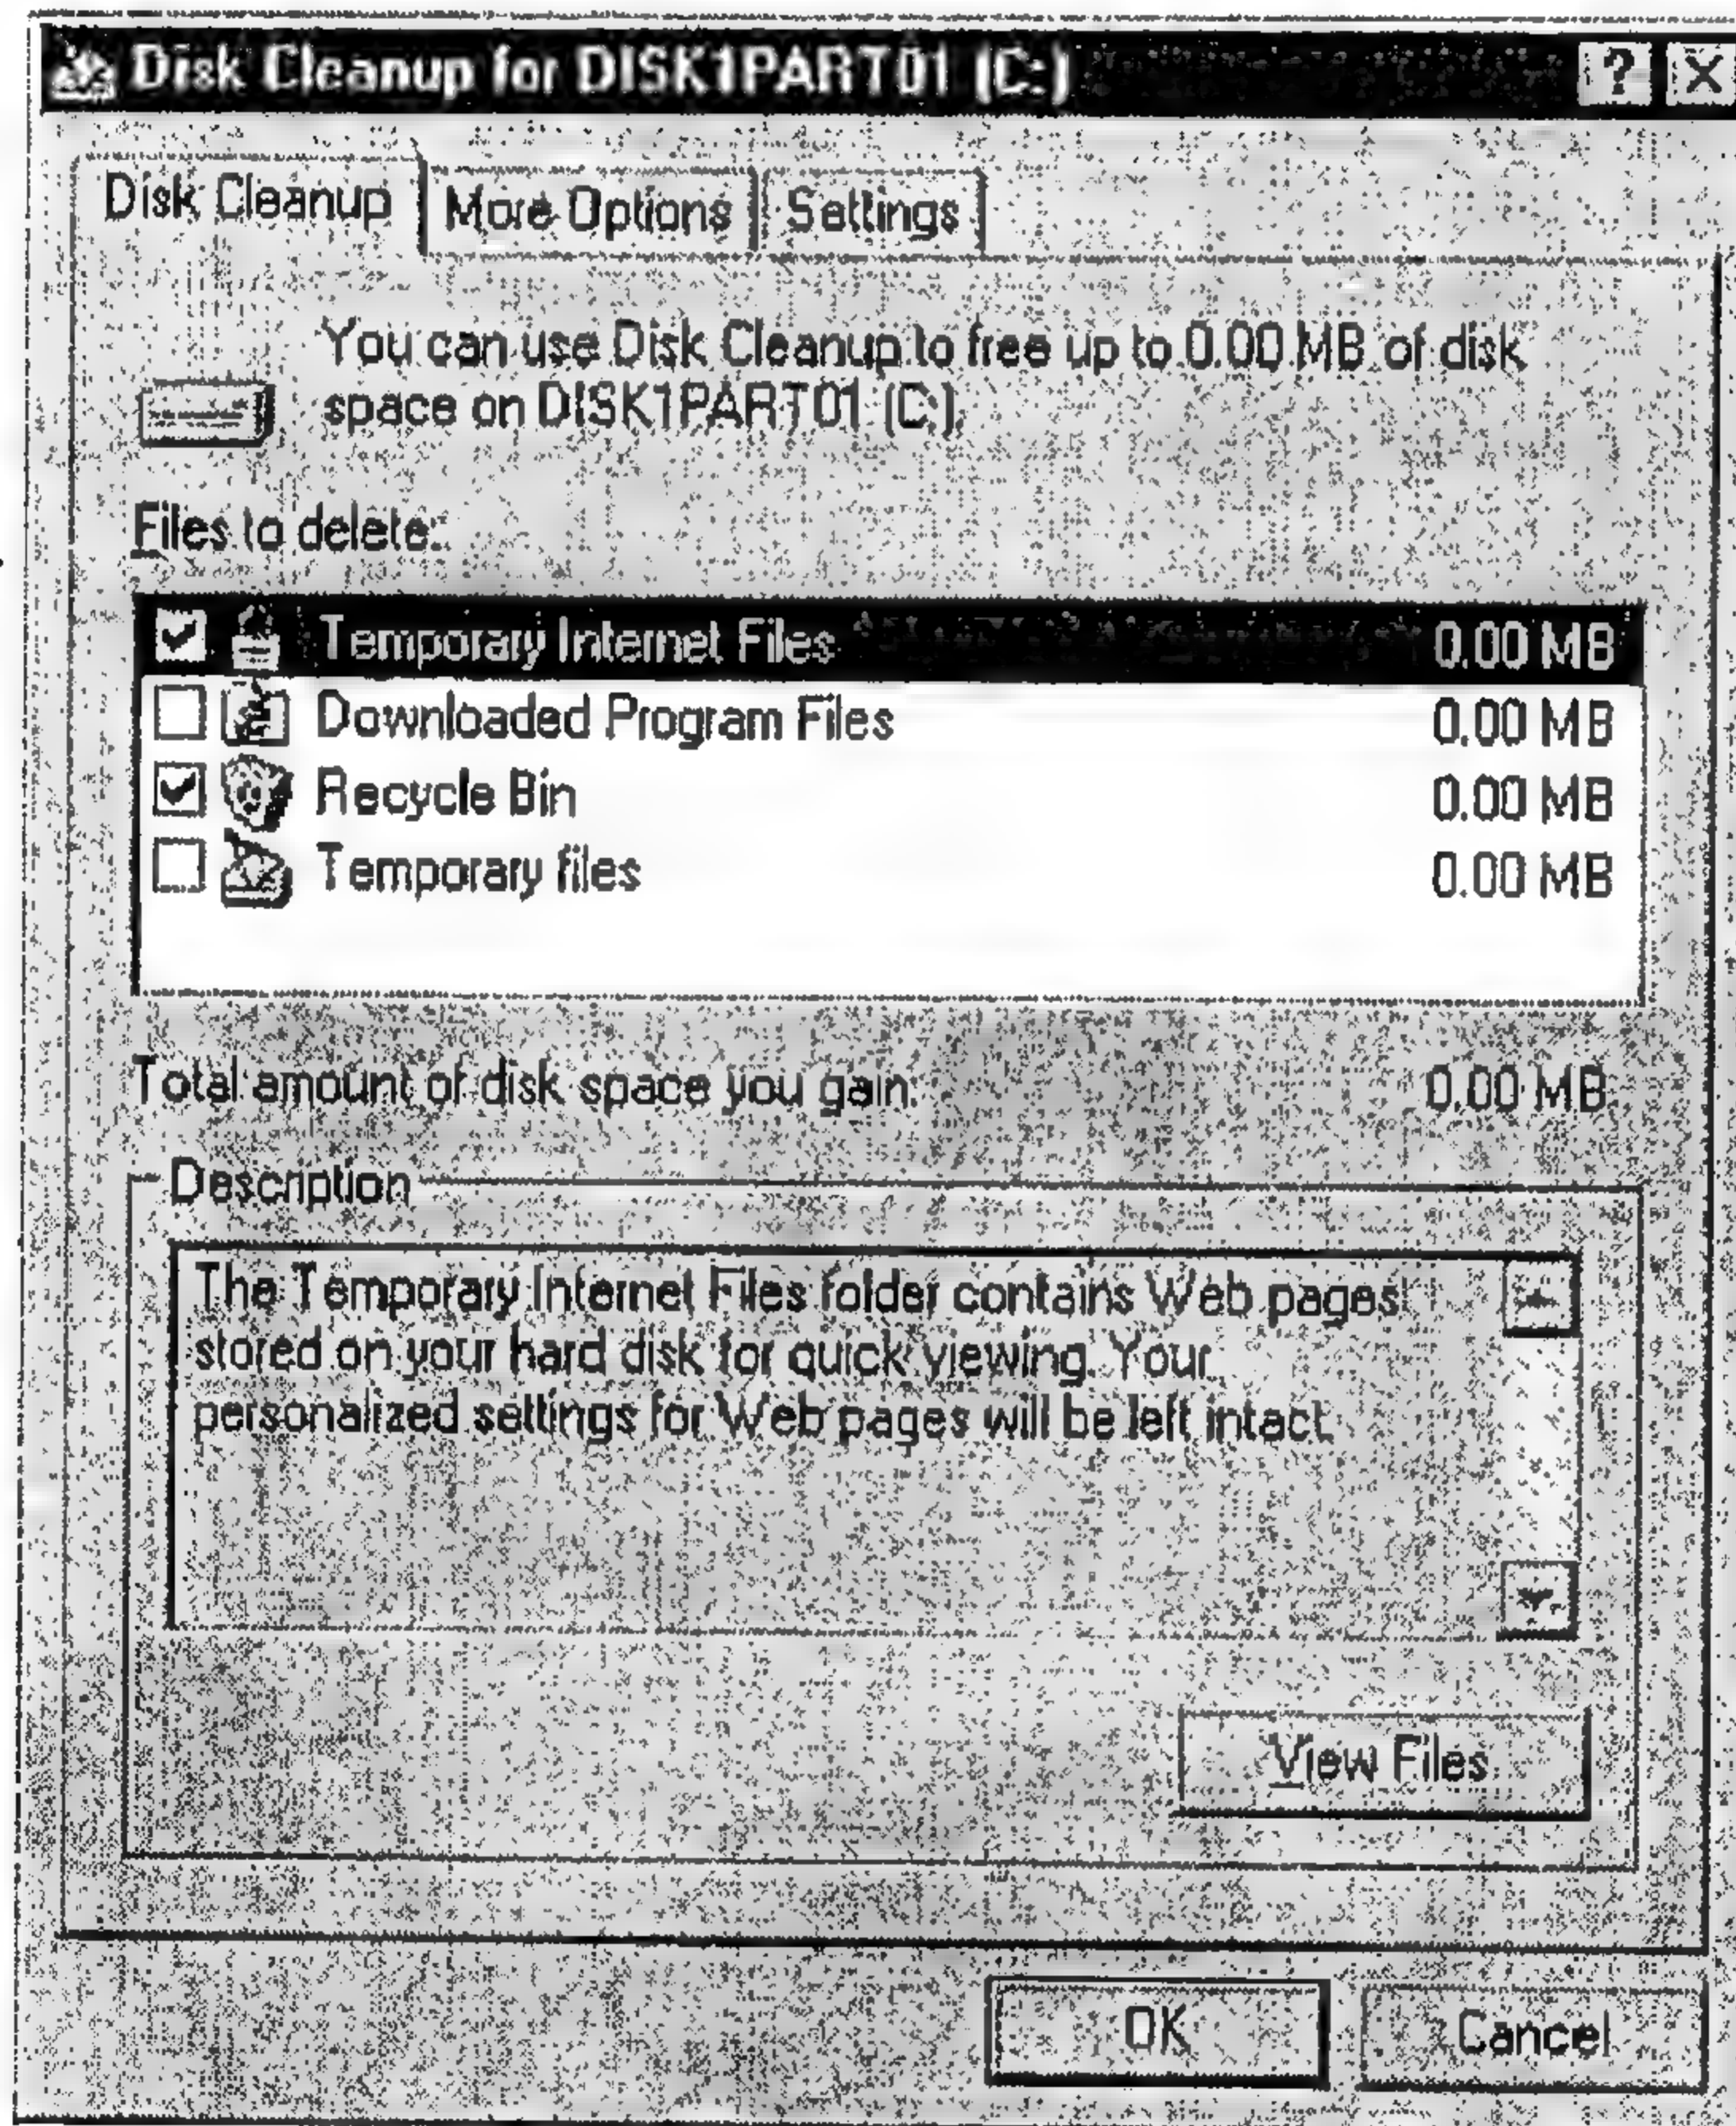 Disk Cleanup for DISK1PART01 (C:)
Disk Cleanup More Options Settings
You can use Disk Cleanup to free up to 0.00 MB of disk
space on DISK1PART01 (C:).
Files to delete:
Temporary Internet Files 0.00 MB
Downloaded Program Files 0.00 MB
Recycle Bin 0.00 MB
Temporary files 0.00 MB
Total amount of disk space you gain: 0.00 MB
Description
The Temporary Internet Files folder contains Web pages
stored on your hard disk for quick viewing. Your
personalized settings for Web pages will be left intact.
View Files
OK Cancel